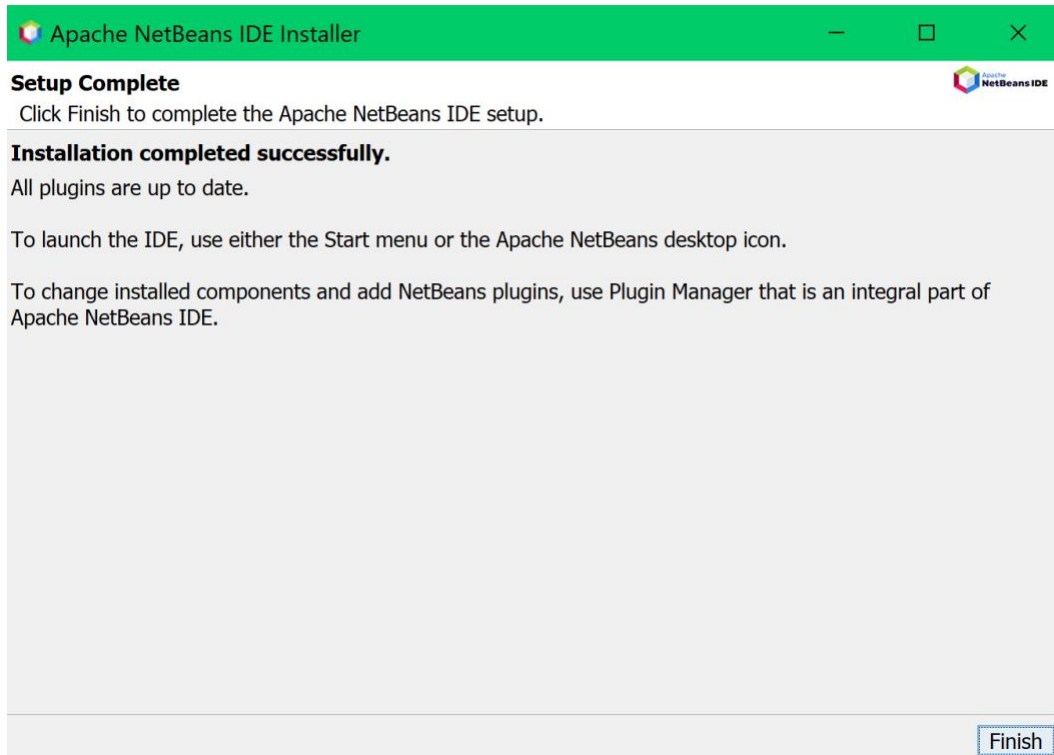 Apache NetBeans IDE Installer
Setup Complete
Apache
NetBeans IDE
Click Finish to complete the Apache NetBeans IDE setup.
Installation completed successfully.
All plugins are up to date.
To launch the IDE, use either the Start menu or the Apache NetBeans desktop icon.
To change installed components and add NetBeans plugins, use Plugin Manager that is an integral part of
Apache NetBeans IDE.
Finish